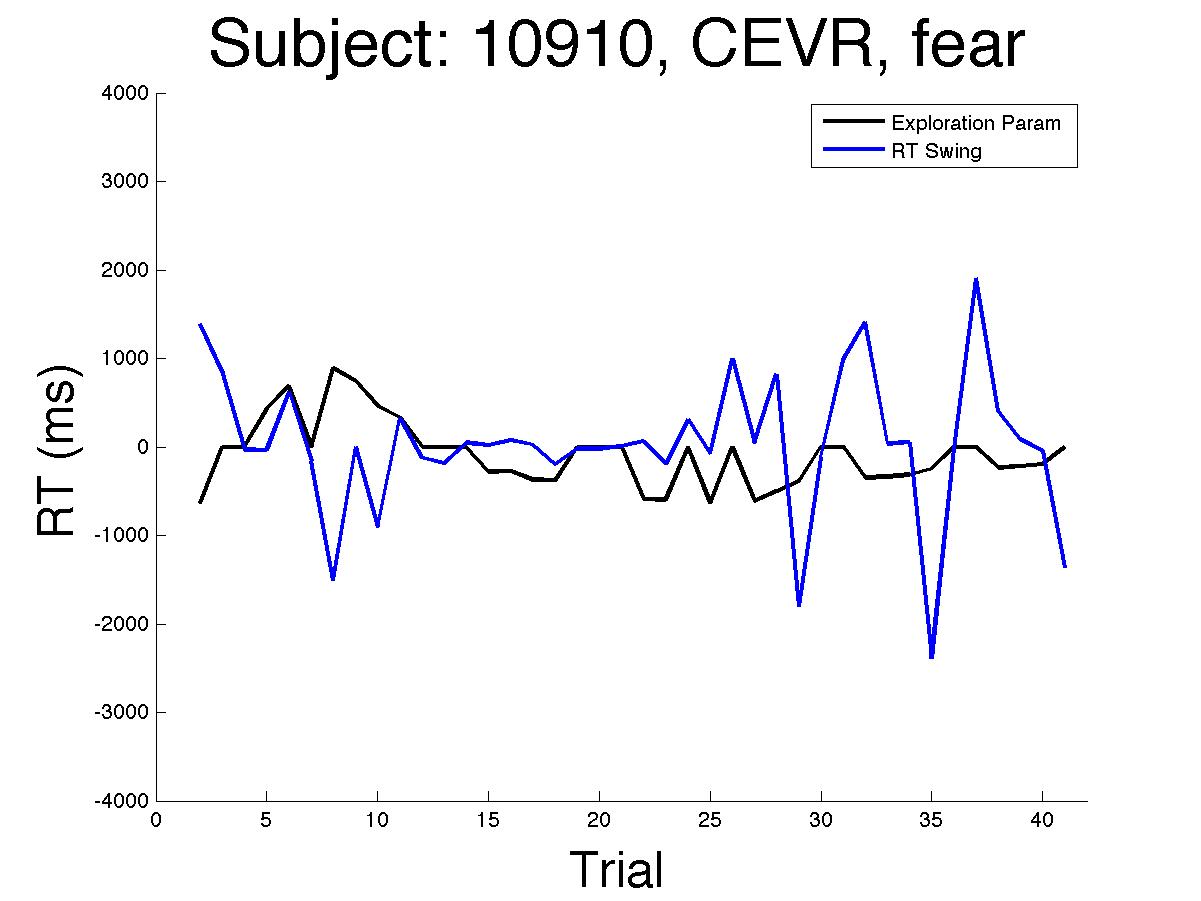 Subject: 10910, CEVR, fear
Exploration Param
RT Swing
4000
3000
2000
1000
0
-1000
-2000
-3000
-4000
RT (ms)
0 5 10 15 20 25 30 35 40
Trial